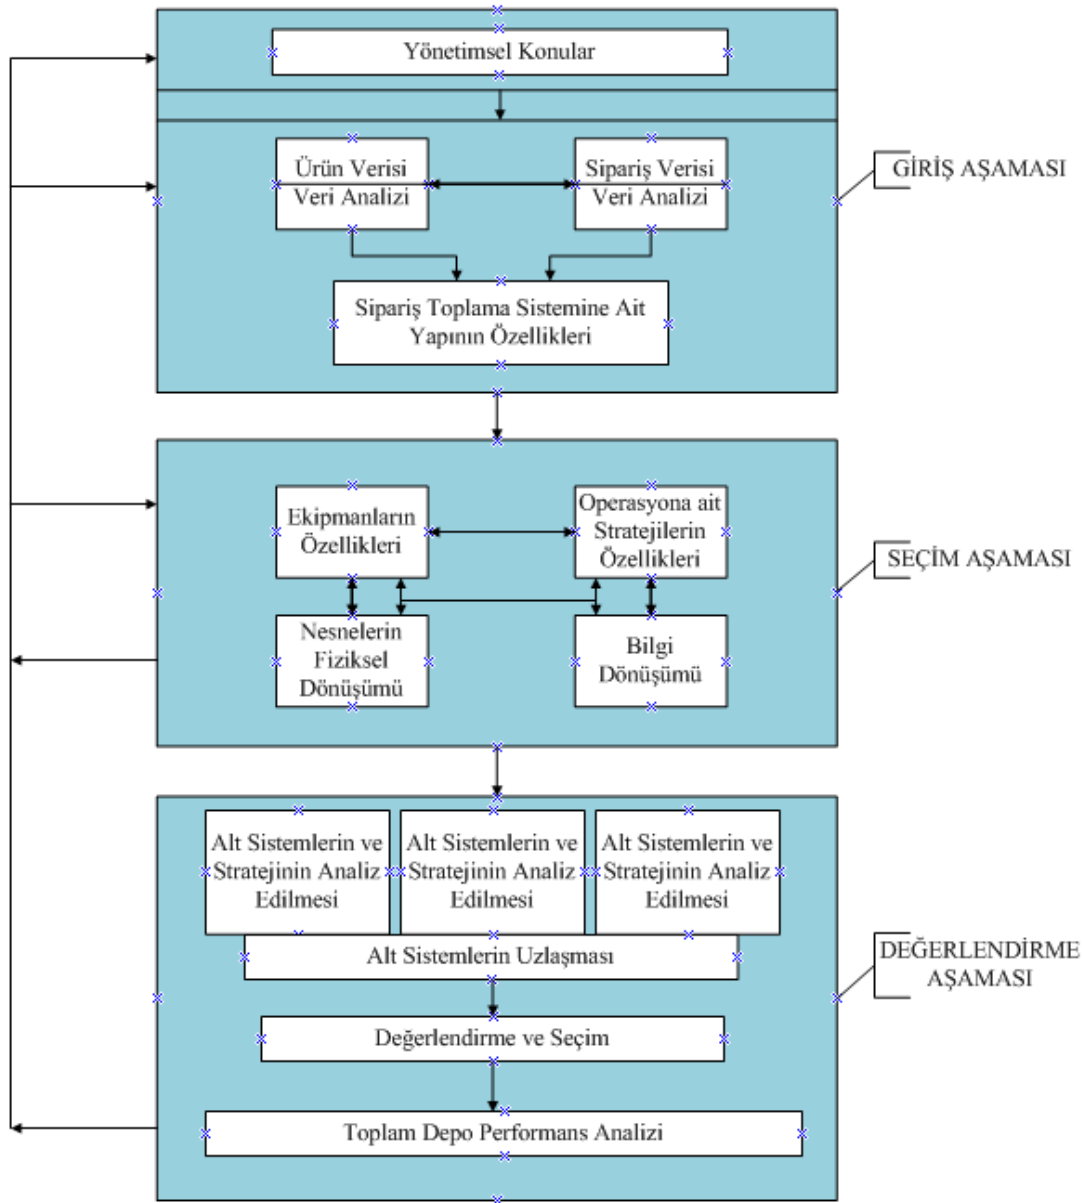 Yönetimsel Konular
Ürün Verisi
Veri Analizi
Sipariş Verisi
Veri Analizi
GİRİŞ AŞAMASI
Sipariş Toplama Sistemine Ait
Yapının Özellikleri
Ekipmanların
Özellikleri
Operasyona ait
Stratejilerin
Özellikleri
SEÇİM AŞAMASI
Nesnelerin
Fiziksel
Dönüşümü
Bilgi
Dönüşümü
Alt Sistemlerin ve
Stratejinin Analiz
Edilmesi
Alt Sistemlerin ve
Stratejinin Analiz
Edilmesi
Alt Sistemlerin ve
Stratejinin Analiz
Edilmesi
Alt Sistemlerin Uzlaşması
DEĞERLENDİRME
AŞAMASI
Değerlendirme ve Seçim
Toplam Depo Performans Analizi